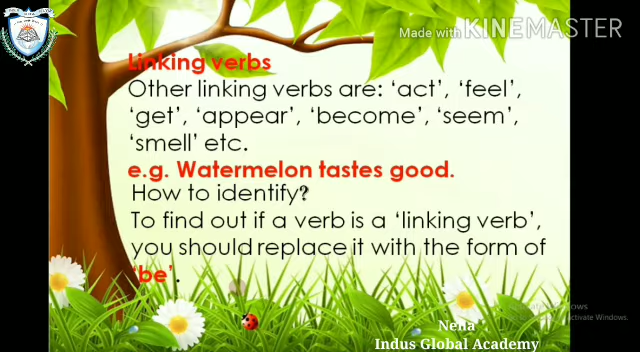 Made with KINEMASTER
Linking verbs
Other linking verbs are: ‘act’, ‘feel’,
‘get’, ‘appear’, ‘become’, ‘seem’,
‘smell’ etc.
e.g. Watermelon tastes good.
How to identify?
To find out if a verb is a ‘linking verb’,
you should replace it with the form of
‘be’.
Neha
Indus Global Academy